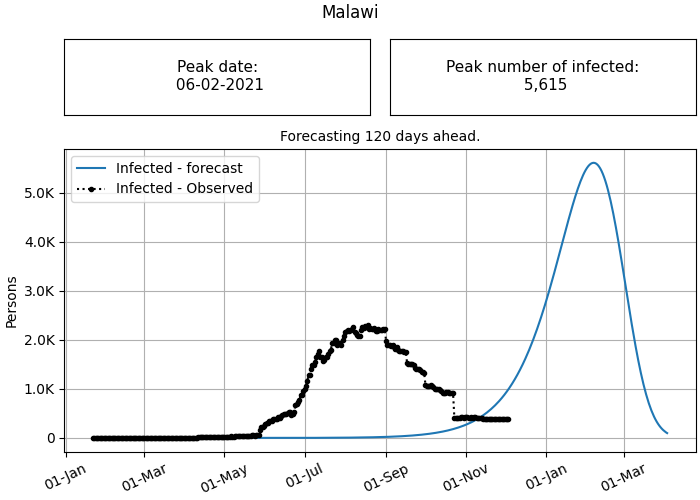 Malawi
Peak date:
06-02-2021
Peak number of infected:
5,615
Forecasting 120 days ahead.
Infected - forecast
Infected - Observed
5.0K
4.0K
3.0K
2.0K
1.0K
0
Persons
01-Jan
01-Mar
01-May
01-Jul
01-Sep
01-Nov
01-Jan
01-Mar